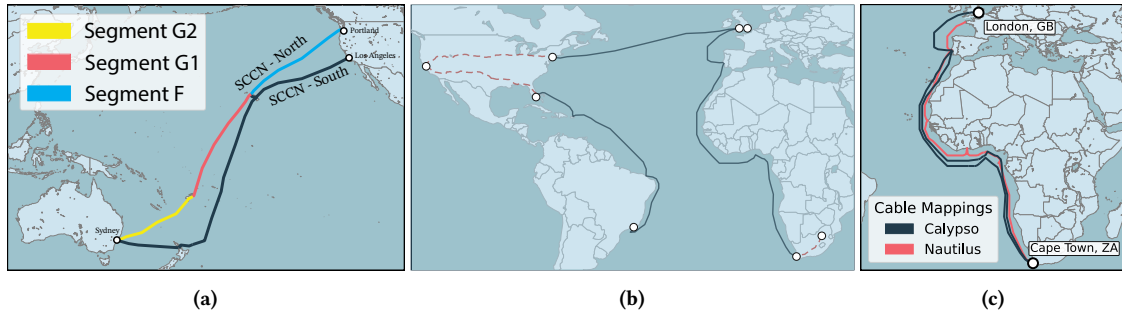 Segment G2
Segment G1
Segment F
SCCN - North
SCCN - South
Portland
Los Angeles
Sydney
(a)
(b)
London, GB
Cable Mappings
Calypso
Nautilus
Cape Town, ZA
(c)